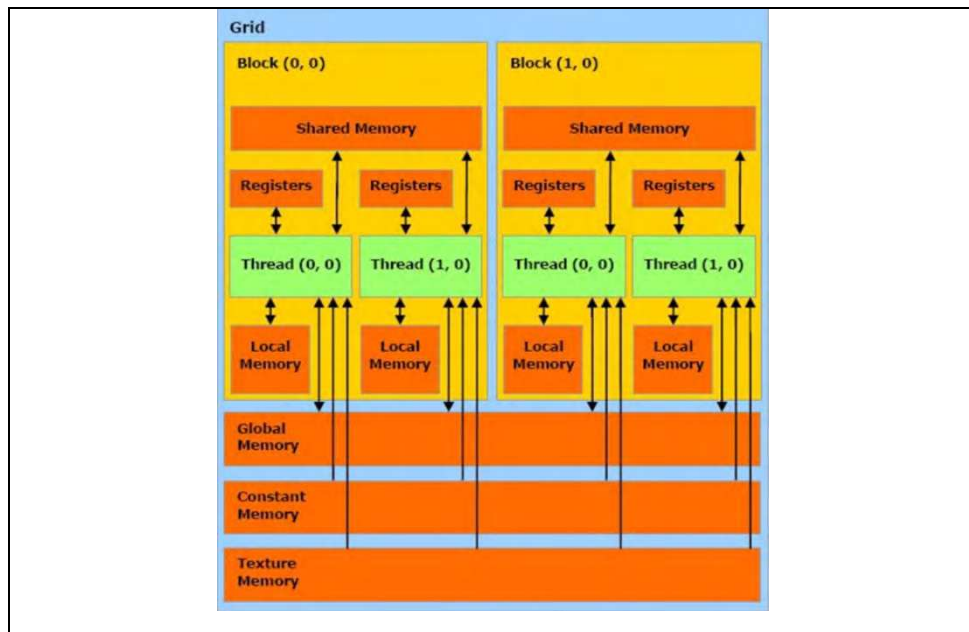 Grid
Block (0, 0)
Block (1, 0)
Shared Memory
Shared Memory
Registers
Registers
Registers
Registers
Thread (0, 0)
Thread (1, 0)
Thread (0, 0)
Thread (1, 0)
Local
Memory
Local
Memory
Local
Memory
Local
Memory
Global
Memory
Constant
Memory
Texture
Memory